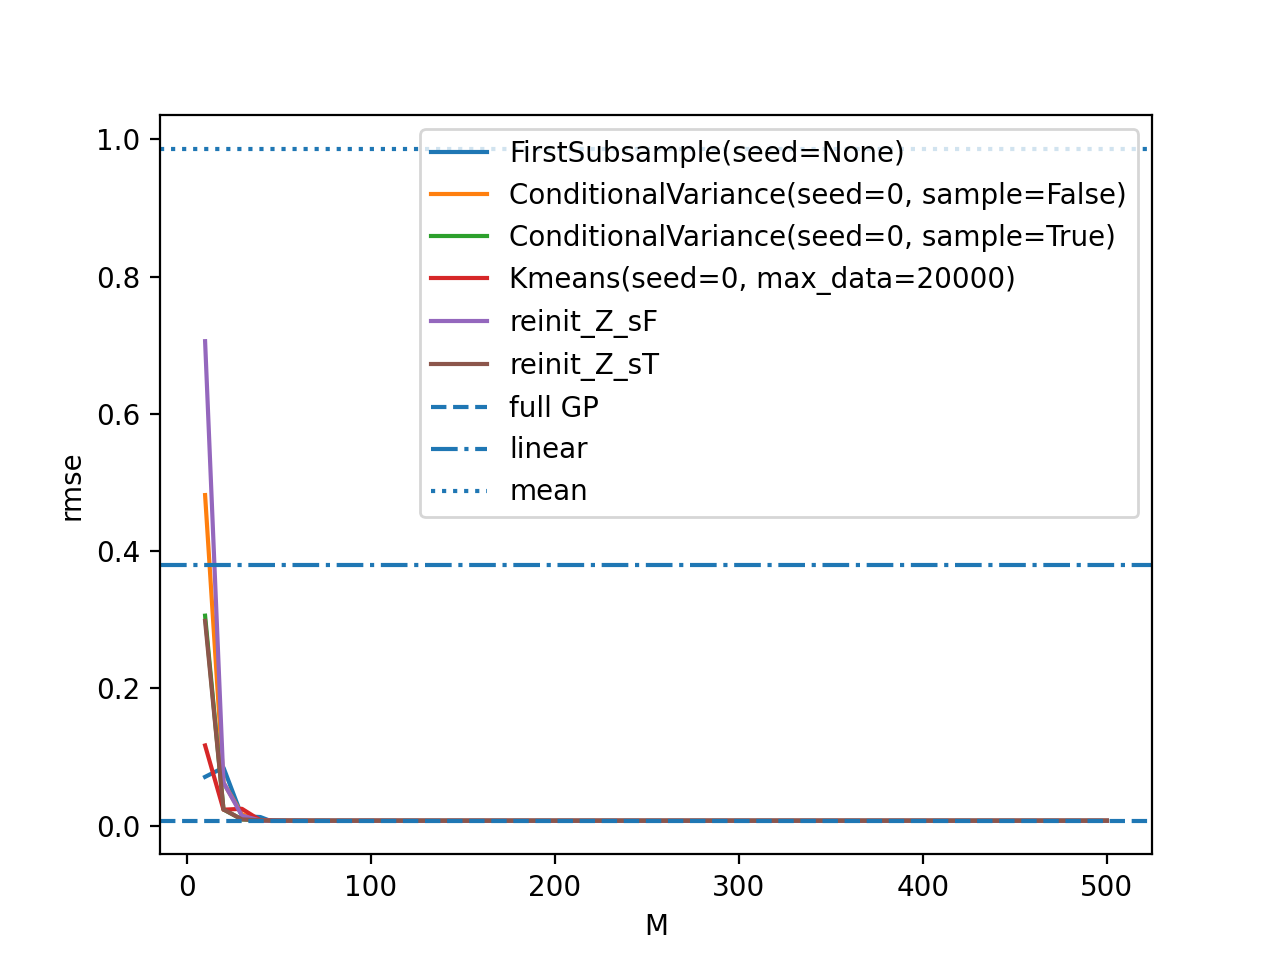 1.0
0.8
0.6
0.4
0.2
0.0
rmse
FirstSubsample(seed=None)
ConditionalVariance(seed=0, sample=False)
ConditionalVariance(seed=0, sample=True)
Kmeans(seed=0, max_data=20000)
reinit_Z_sF
reinit_Z_sT
full GP
linear
mean
0 100 200 300 400 500
M